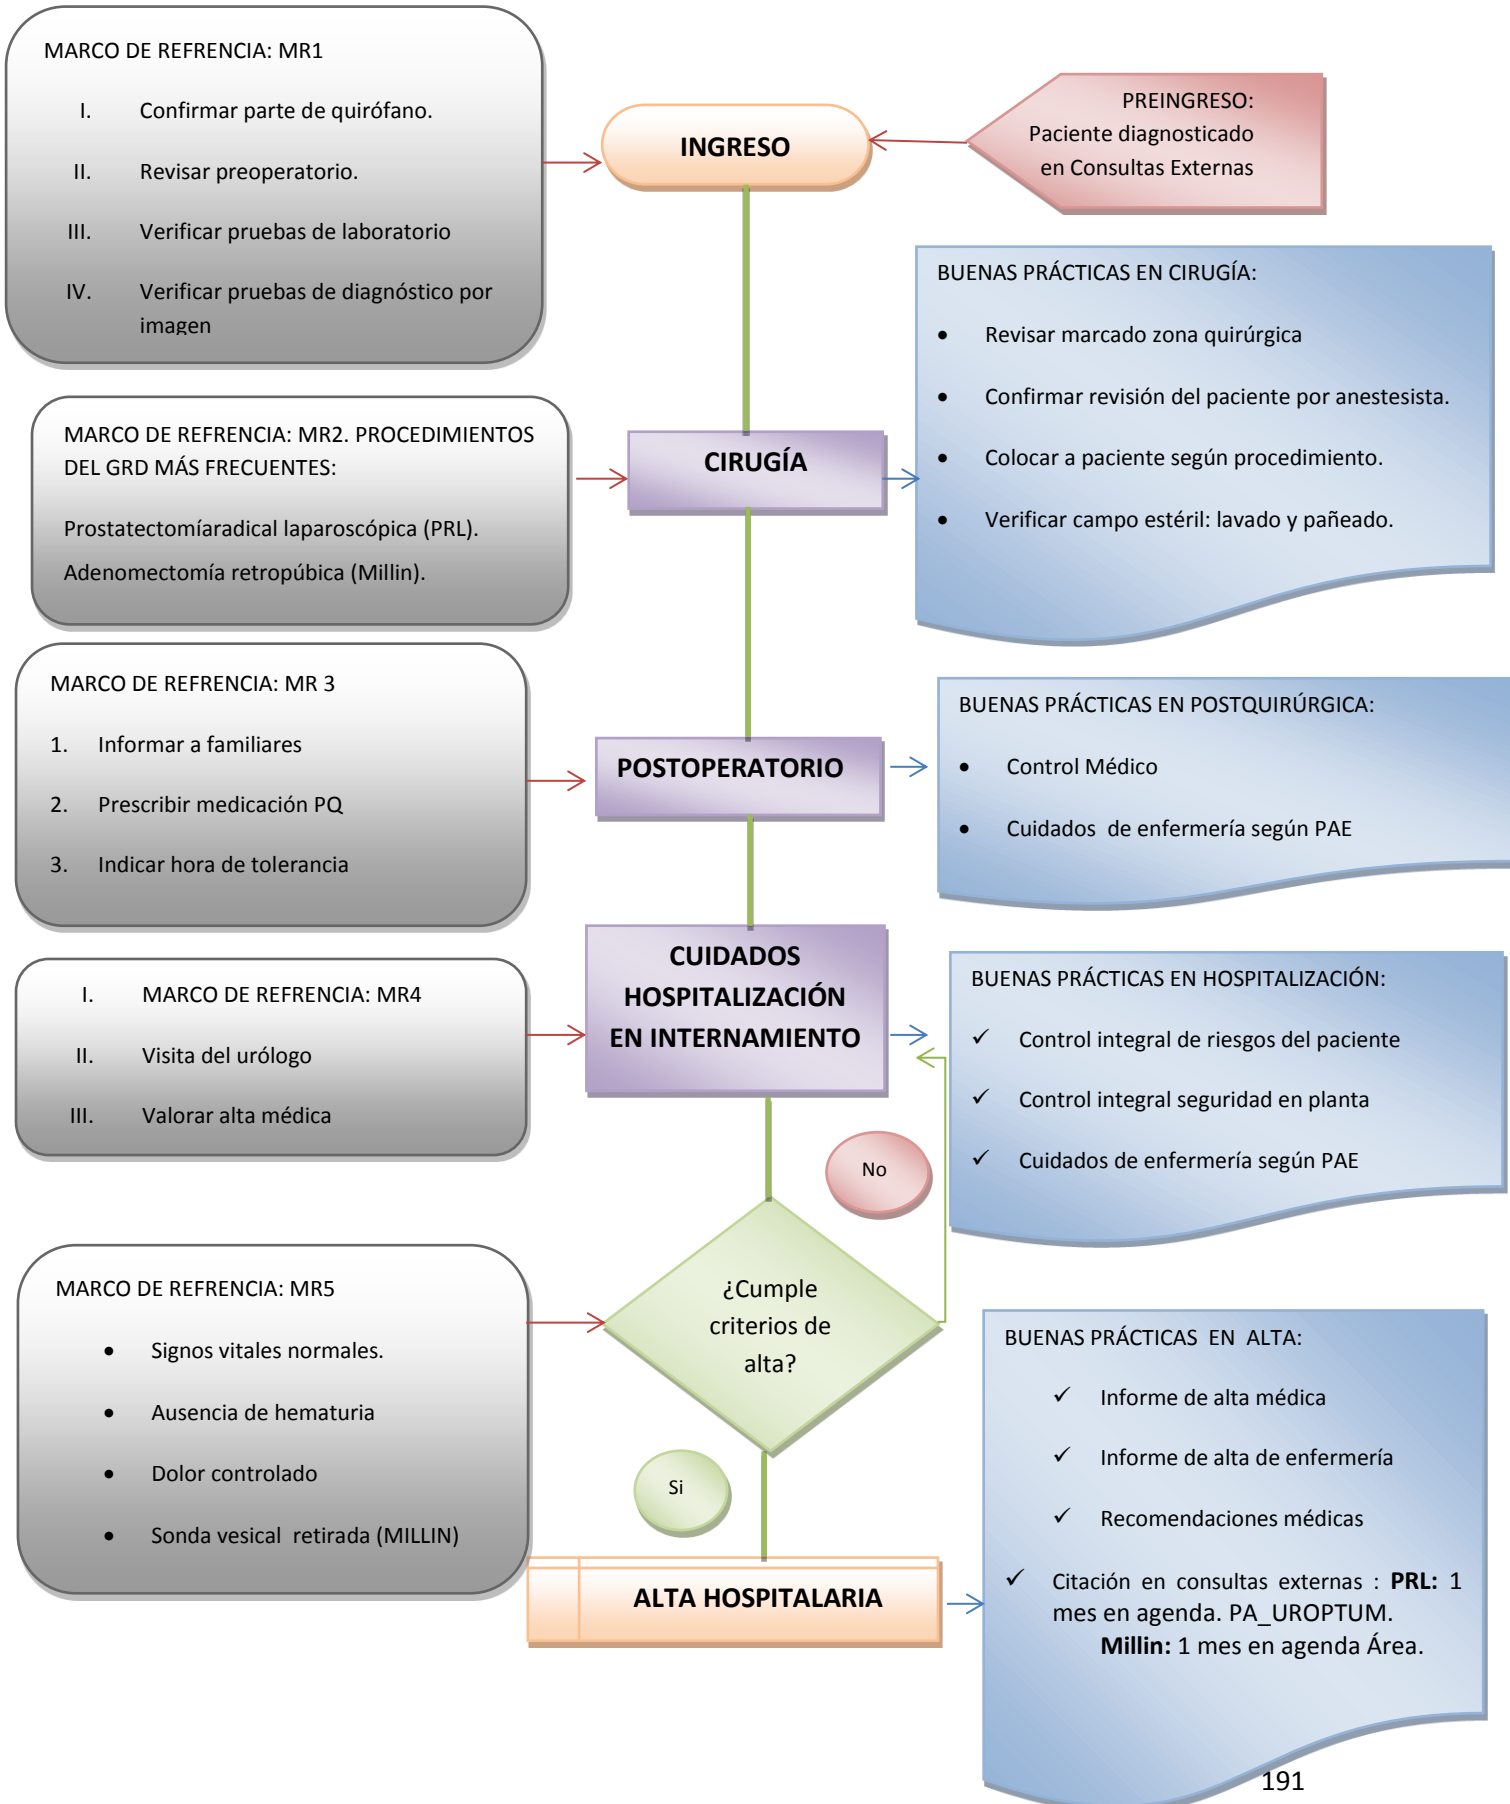 MARCO DE REFRENCIA: MR1
I. Confirmar parte de quirófano.
II. Revisar preoperatorio.
III. Verificar pruebas de laboratorio
IV. Verificar pruebas de diagnóstico por
imagen
INGRESO
PREINGRESO:
Paciente diagnosticado
en Consultas Externas
MARCO DE REFRENCIA: MR2. PROCEDIMIENTOS
DEL GRD MÁS FRECUENTES:
Prostatectomíaradical laparoscópica (PRL).
Adenomectomía retropúbica (Millin).
CIRUGÍA
BUENAS PRÁCTICAS EN CIRUGÍA:
• Revisar marcado zona quirúrgica
• Confirmar revisión del paciente por anestesista.
• Colocar a paciente según procedimiento.
• Verificar campo estéril: lavado y pañeado.
MARCO DE REFRENCIA: MR 3
1. Informar a familiares
2. Prescribir medicación PQ
3. Indicar hora de tolerancia
POSTOPERATORIO
BUENAS PRÁCTICAS EN POSTQUIRÚRGICA:
• Control Médico
• Cuidados de enfermería según PAE
I. MARCO DE REFRENCIA: MR4
II. Visita del urólogo
III. Valorar alta médica
CUIDADOS
HOSPITALIZACIÓN
EN INTERNAMIENTO
BUENAS PRÁCTICAS EN HOSPITALIZACIÓN:
✓ Control integral de riesgos del paciente
✓ Control integral seguridad en planta
✓ Cuidados de enfermería según PAE
No
MARCO DE REFRENCIA: MR5
• Signos vitales normales.
• Ausencia de hematuria
• Dolor controlado
• Sonda vesical retirada (MILLIN)
¿Cumple
criterios de
alta?
Si
ALTA HOSPITALARIA
BUENAS PRÁCTICAS EN ALTA:
✓ Informe de alta médica
✓ Informe de alta de enfermería
✓ Recomendaciones médicas
✓ Citación en consultas externas : PRL: 1
mes en agenda. PA_UROPTUM.
Millin: 1 mes en agenda Área.
191